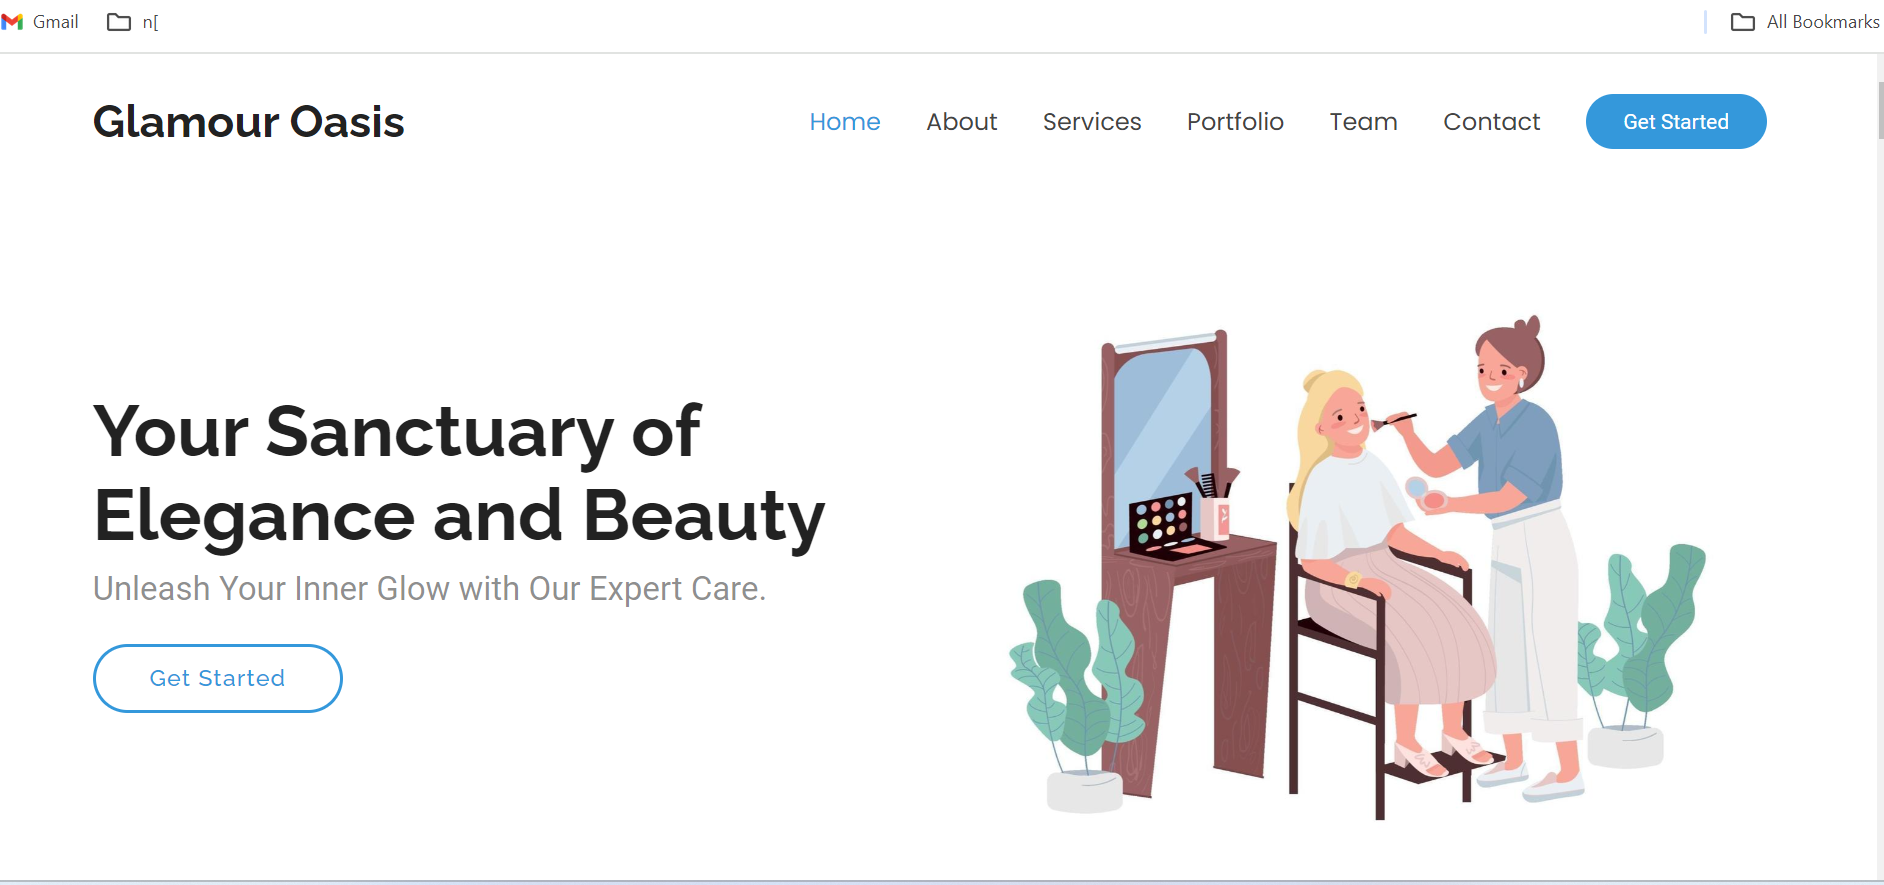 Gmail n[ All Bookmarks
Glamour Oasis Home About Services Portfolio Team Contact Get Started
Your Sanctuary of
Elegance and Beauty
Unleash Your Inner Glow with Our Expert Care.
Get Started